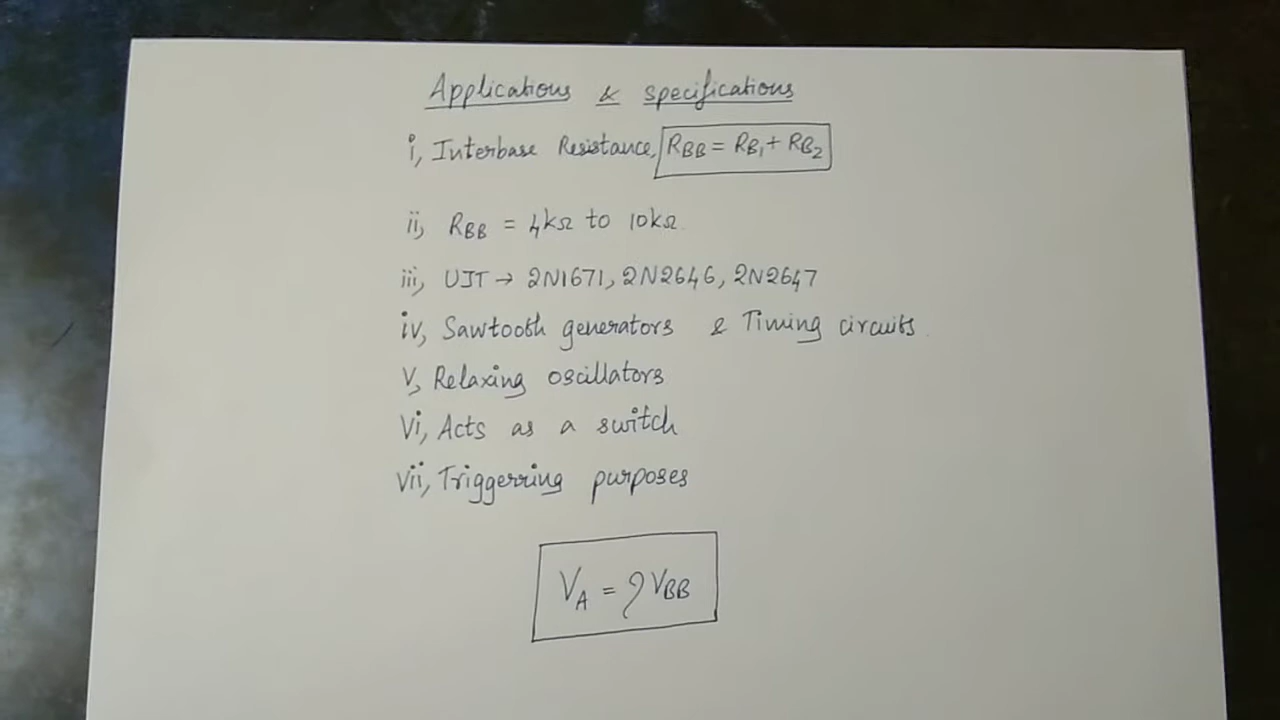 Applications & specifications
i, Interbase Resistance, RBB = RB1 + RB2
ii, RBB = 4kΩ to 10kΩ.
iii, UJT → 2N1671, 2N2646, 2N2647
iv, Sawtooth generators & Timing circuits.
v, Relaxing oscillators
vi, Acts as a switch
vii, Triggerring purposes
VA = ηVBB